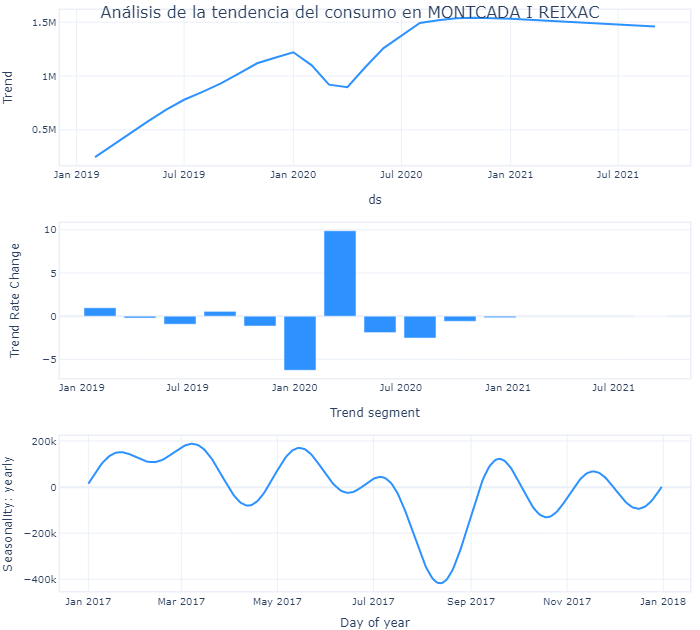 Análisis de la tendencia del consumo en MONTCADA I REIXAC
1.5M
1M
0.5M
Trend
Jan 2019 Jul 2019 Jan 2020 Jul 2020 Jan 2021 Jul 2021
ds
10
5
0
−5
Trend Rate Change
Jan 2019 Jul 2019 Jan 2020 Jul 2020 Jan 2021 Jul 2021
Trend segment
200k
0
−200k
−400k
Seasonality: yearly
Jan 2017 Mar 2017 May 2017 Jul 2017 Sep 2017 Nov 2017 Jan 2018
Day of year